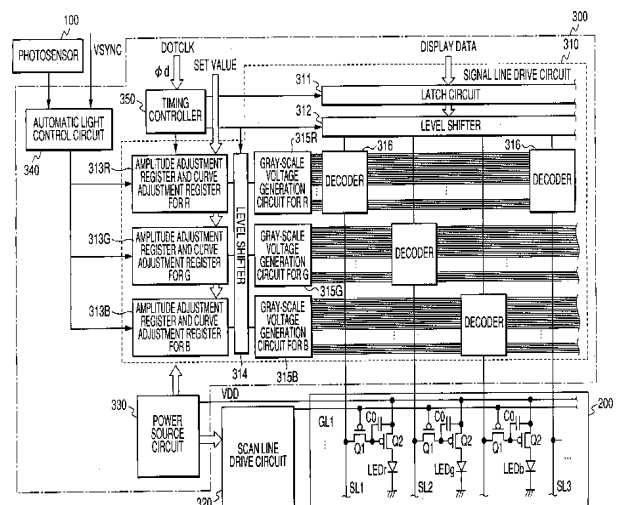 100
PHOTOSENSOR
VSYNC
DOTCLK
φd
SET VALUE
DISPLAY DATA
300
310
SIGNAL LINE DRIVE CIRCUIT
311
LATCH CIRCUIT
312
LEVEL SHIFTER
350
TIMING
CONTROLLER
AUTOMATIC LIGHT
CONTROL CIRCUIT
340
315R
316
316
313R
AMPLITUDE ADJUSTMENT
REGISTER AND CURVE
ADJUSTMENT REGISTER
FOR R
LEVEL SHIFTER
GRAY-SCALE
VOLTAGE
GENERATION
CIRCUIT FOR R
DECODER
DECODER
313G
AMPLITUDE ADJUSTMENT
REGISTER AND CURVE
ADJUSTMENT REGISTER
FOR G
GRAY-SCALE
VOLTAGE
GENERATION
CIRCUIT FOR G
DECODER
315G
313B
AMPLITUDE ADJUSTMENT
REGISTER AND CURVE
ADJUSTMENT REGISTER
FOR B
GRAY-SCALE
VOLTAGE
GENERATION
CIRCUIT FOR B
DECODER
314
315B
330
POWER
SOURCE
CIRCUIT
VDD
200
GL1
C0
C0
C0
Q1
Q2
Q1
Q2
Q1
Q2
SCAN LINE
DRIVE CIRCUIT
LEDr
LEDg
LEDb
SL1
SL2
SL3
320